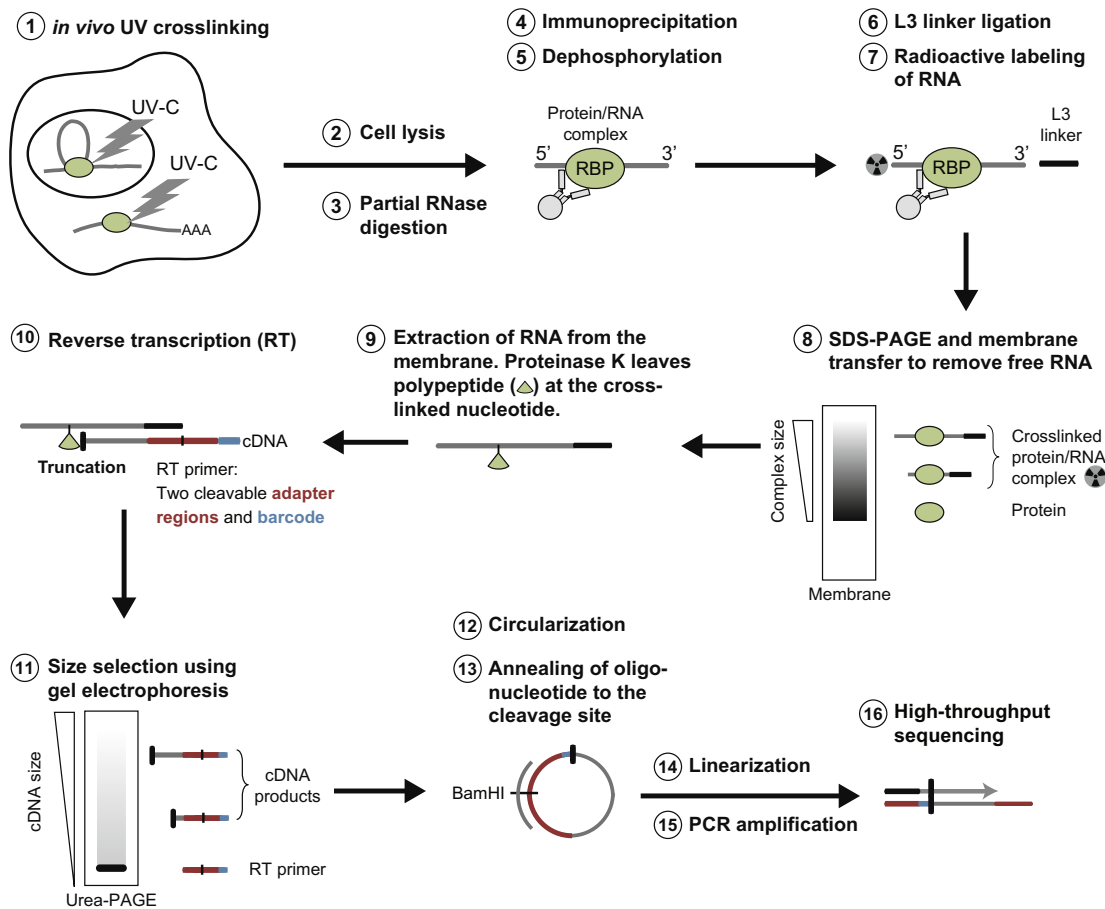 1 in vivo UV crosslinking
UV-C
UV-C
AAA
2 Cell lysis
3 Partial RNase
digestion
4 Immunoprecipitation
5 Dephosphorylation
Protein/RNA
complex
5’ 3’
RBP
6 L3 linker ligation
7 Radioactive labeling
of RNA
L3
linker
5’ 3’
RBP
8 SDS-PAGE and membrane
transfer to remove free RNA
Complex size
Crosslinked
protein/RNA
complex
Protein
Membrane
9 Extraction of RNA from the
membrane. Proteinase K leaves
polypeptide ( ) at the cross-
linked nucleotide.
10 Reverse transcription (RT)
cDNA
Truncation
RT primer:
Two cleavable adapter
regions and barcode
11 Size selection using
gel electrophoresis
cDNA size
cDNA
products
RT primer
Urea-PAGE
12 Circularization
13 Annealing of oligo-
nucleotide to the
cleavage site
BamHI
14 Linearization
15 PCR amplification
16 High-throughput
sequencing